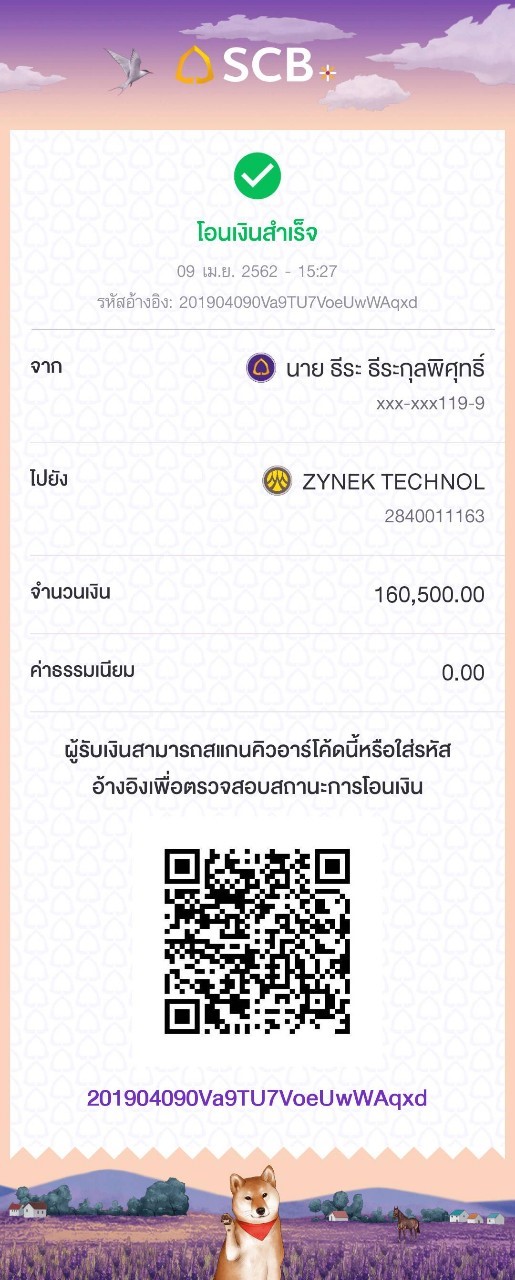 SCB
โอนเงินสำเร็จ
09 เม.ย. 2562 - 15:27
รหัสอ้างอิง: 201904090Va9TU7VoeUwWAqxd
จาก
นาย ธีระ ธีระกุลพิศุทธิ์
xxx-xxx119-9
ไปยัง
ZYNEK TECHNOL
2840011163
จำนวนเงิน
160,500.00
ค่าธรรมเนียม
0.00
ผู้รับเงินสามารถสแกนคิวอาร์โค้ดนี้หรือใส่รหัส
อ้างอิงเพื่อตรวจสอบสถานะการโอนเงิน
201904090Va9TU7VoeUwWAqxd